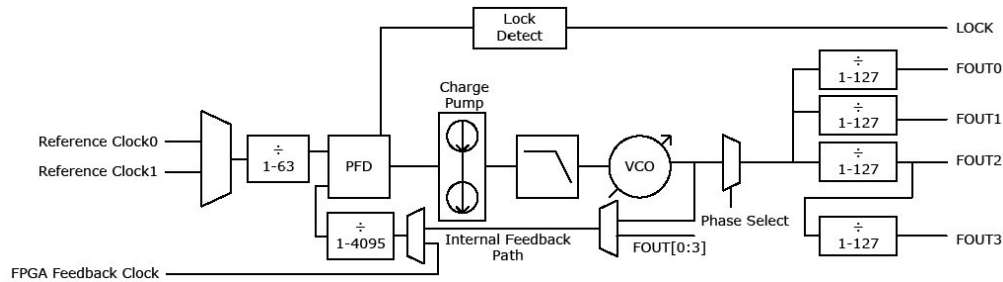 Lock
Detect
LOCK
÷
1-127
FOUT0
Charge
Pump
÷
1-127
FOUT1
Reference Clock0
Reference Clock1
÷
1-63
PFD
VCO
÷
1-127
FOUT2
Phase Select
÷
1-4095
Internal Feedback
Path
FOUT[0:3]
÷
1-127
FOUT3
FPGA Feedback Clock